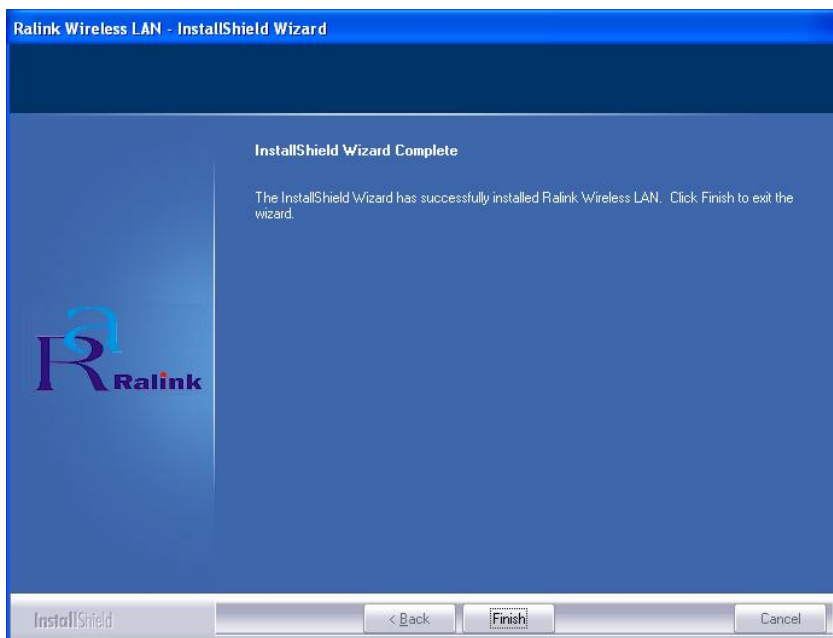 Ralink Wireless LAN - InstallShield Wizard
InstallShield Wizard Complete
The InstallShield Wizard has successfully installed Ralink Wireless LAN. Click Finish to exit the
wizard.
Ra
Ralink
InstallShield
< Back
Finish
Cancel